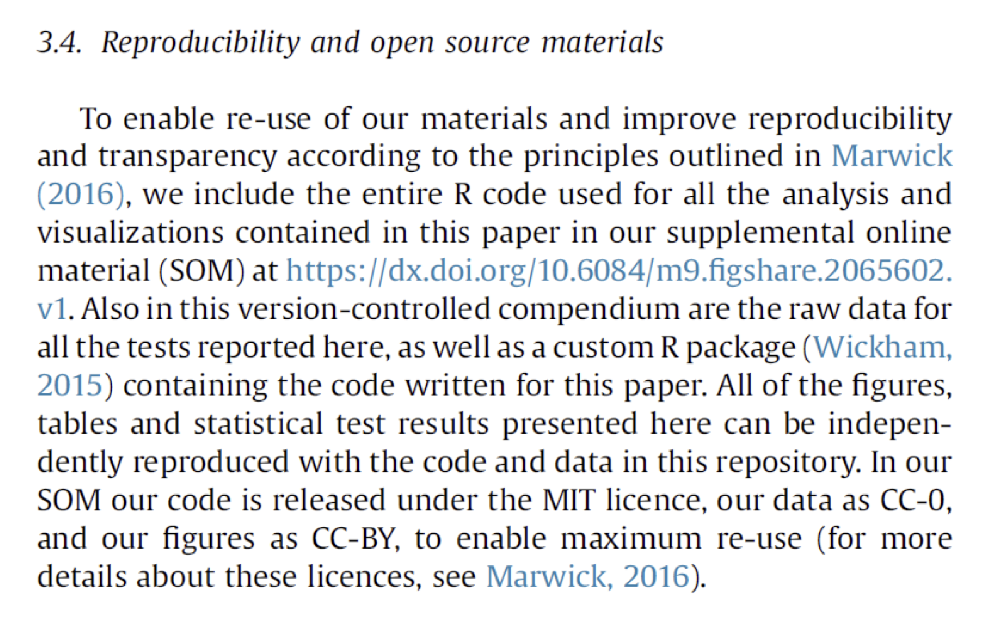 3.4. Reproducibility and open source materials
To enable re-use of our materials and improve reproducibility
and transparency according to the principles outlined in Marwick
(2016), we include the entire R code used for all the analysis and
visualizations contained in this paper in our supplemental online
material (SOM) at https://dx.doi.org/10.6084/m9.figshare.2065602.
v1. Also in this version-controlled compendium are the raw data for
all the tests reported here, as well as a custom R package (Wickham,
2015) containing the code written for this paper. All of the figures,
tables and statistical test results presented here can be indepen-
dently reproduced with the code and data in this repository. In our
SOM our code is released under the MIT licence, our data as CC-0,
and our figures as CC-BY, to enable maximum re-use (for more
details about these licences, see Marwick, 2016).